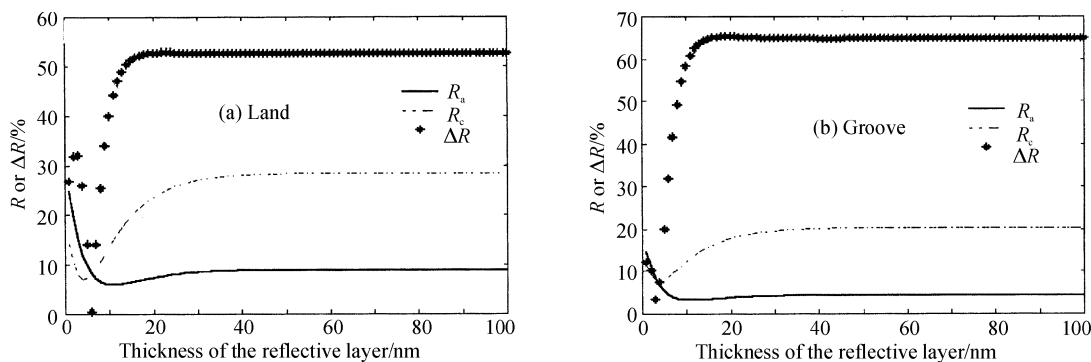 60
50
40
30
20
10
0
R or ΔR/%
(a) Land
Rₐ
R꜀
ΔR
0 20 40 60 80 100
Thickness of the reflective layer/nm
70
60
50
40
30
20
10
0
R or ΔR/%
(b) Groove
Rₐ
R꜀
ΔR
0 20 40 60 80 100
Thickness of the reflective layer/nm